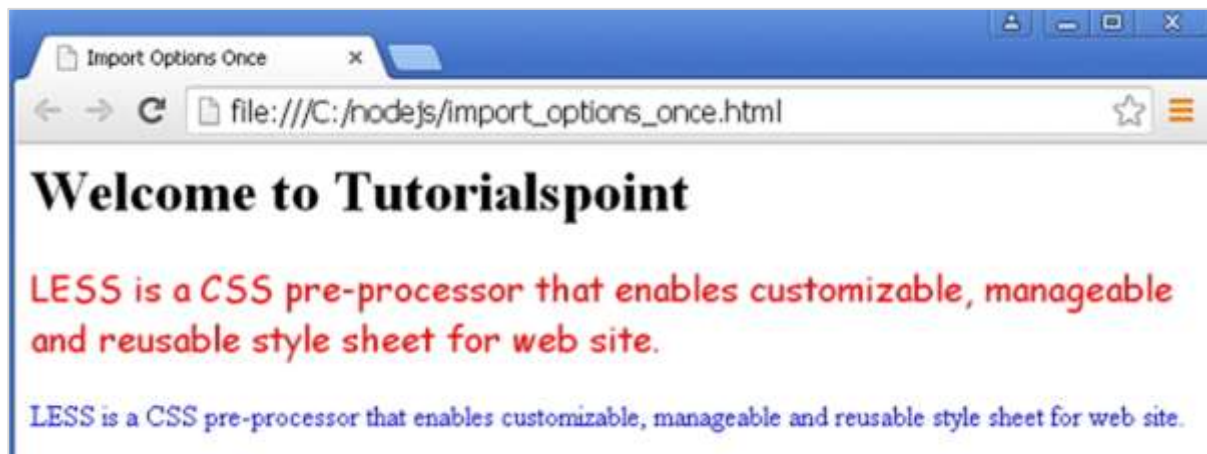 Import Options Once
file:///C:/nodejs/import_options_once.html
Welcome to Tutorialspoint
LESS is a CSS pre-processor that enables customizable, manageable
and reusable style sheet for web site.
LESS is a CSS pre-processor that enables customizable, manageable and reusable style sheet for web site.